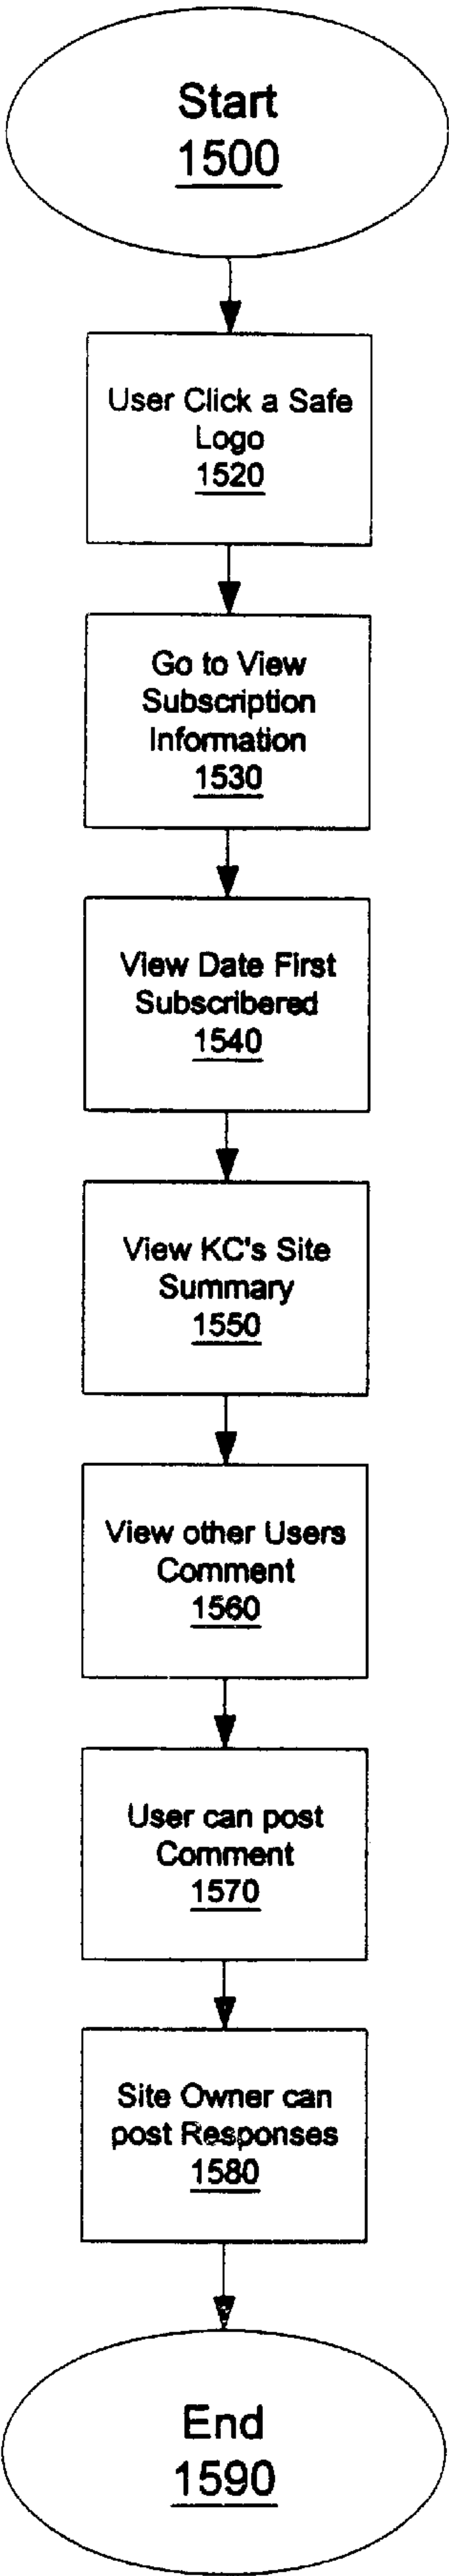 Start
1500
User Click a Safe
Logo
1520
Go to View
Subscription
Information
1530
View Date First
Subscribered
1540
View KC's Site
Summary
1550
View other Users
Comment
1560
User can post
Comment
1570
Site Owner can
post Responses
1580
End
1590